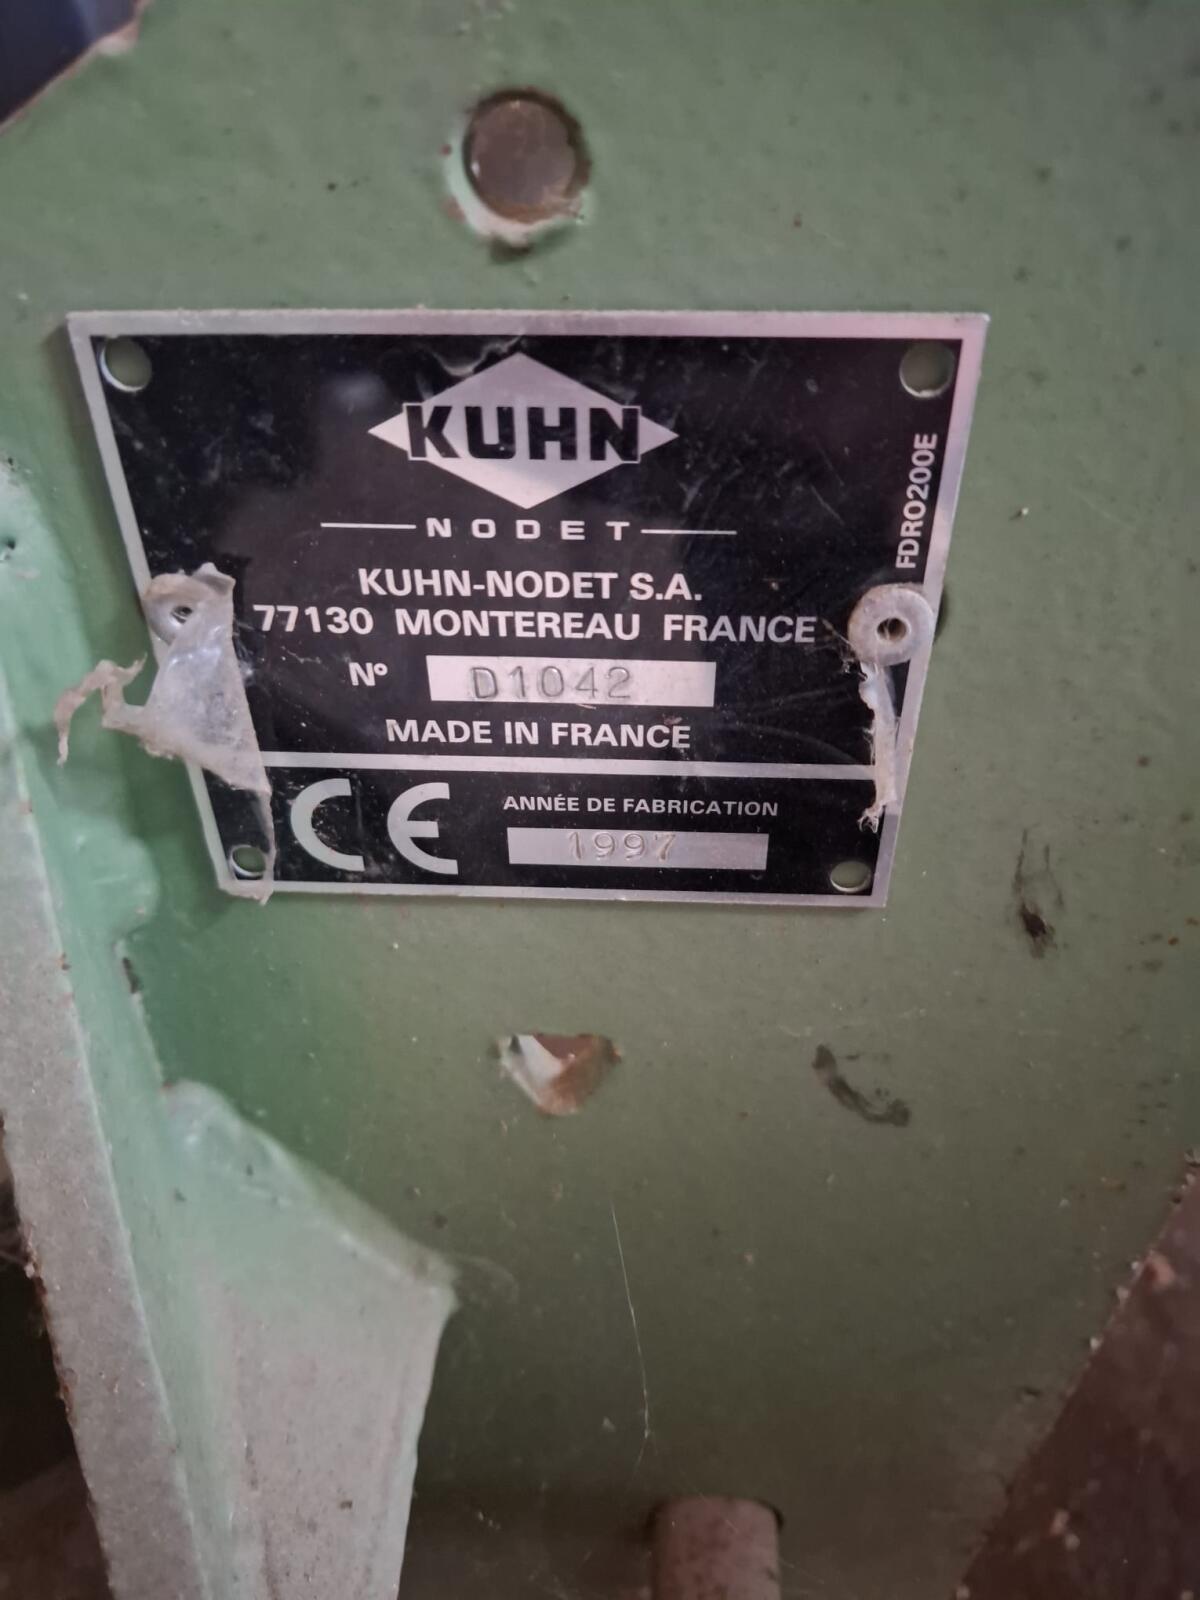 KUHN
NODET
FDRO200E
KUHN-NODET S.A.
77130 MONTEREAU FRANCE
N° D1042
MADE IN FRANCE
CE
ANNÉE DE FABRICATION
1997